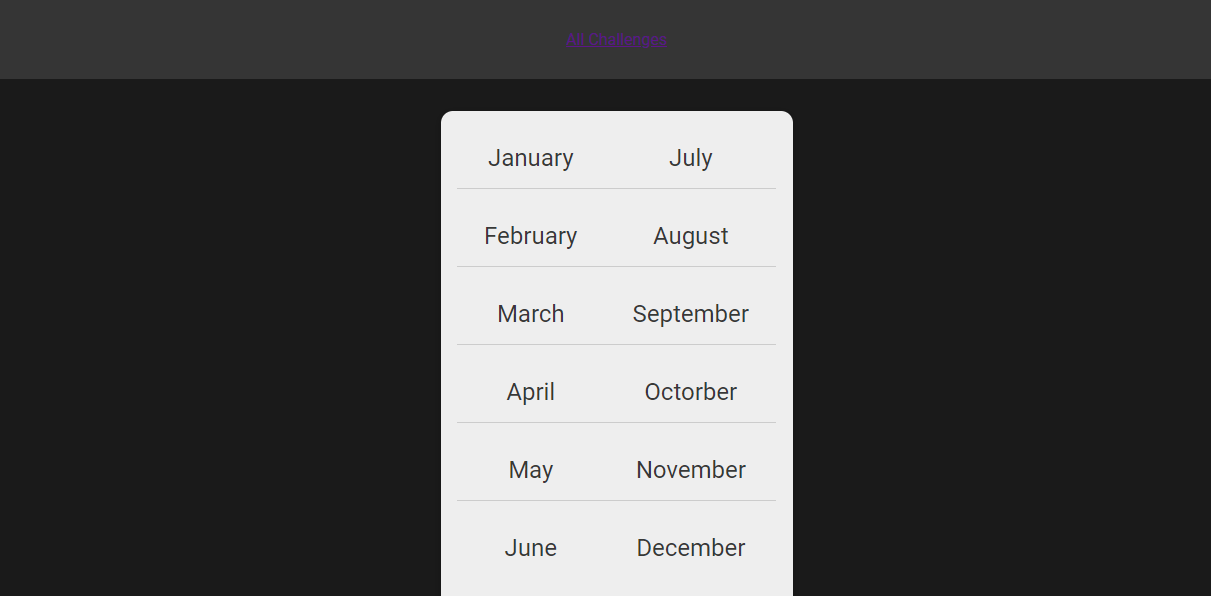 All Challenges
January July
February August
March September
April Octorber
May November
June December